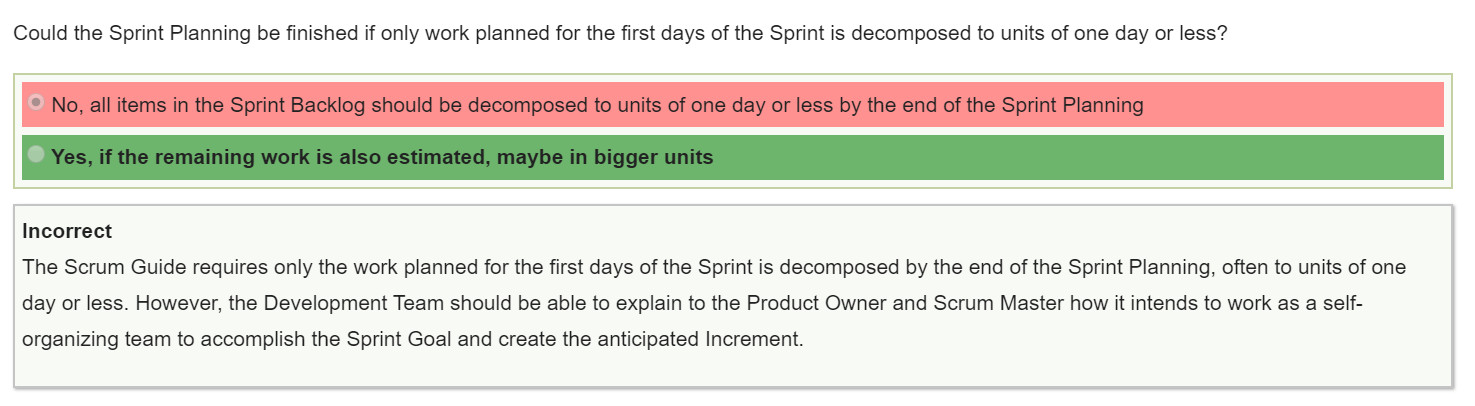 Could the Sprint Planning be finished if only work planned for the first days of the Sprint is decomposed to units of one day or less?
No, all items in the Sprint Backlog should be decomposed to units of one day or less by the end of the Sprint Planning
Yes, if the remaining work is also estimated, maybe in bigger units
Incorrect
The Scrum Guide requires only the work planned for the first days of the Sprint is decomposed by the end of the Sprint Planning, often to units of one
day or less. However, the Development Team should be able to explain to the Product Owner and Scrum Master how it intends to work as a self-
organizing team to accomplish the Sprint Goal and create the anticipated Increment.